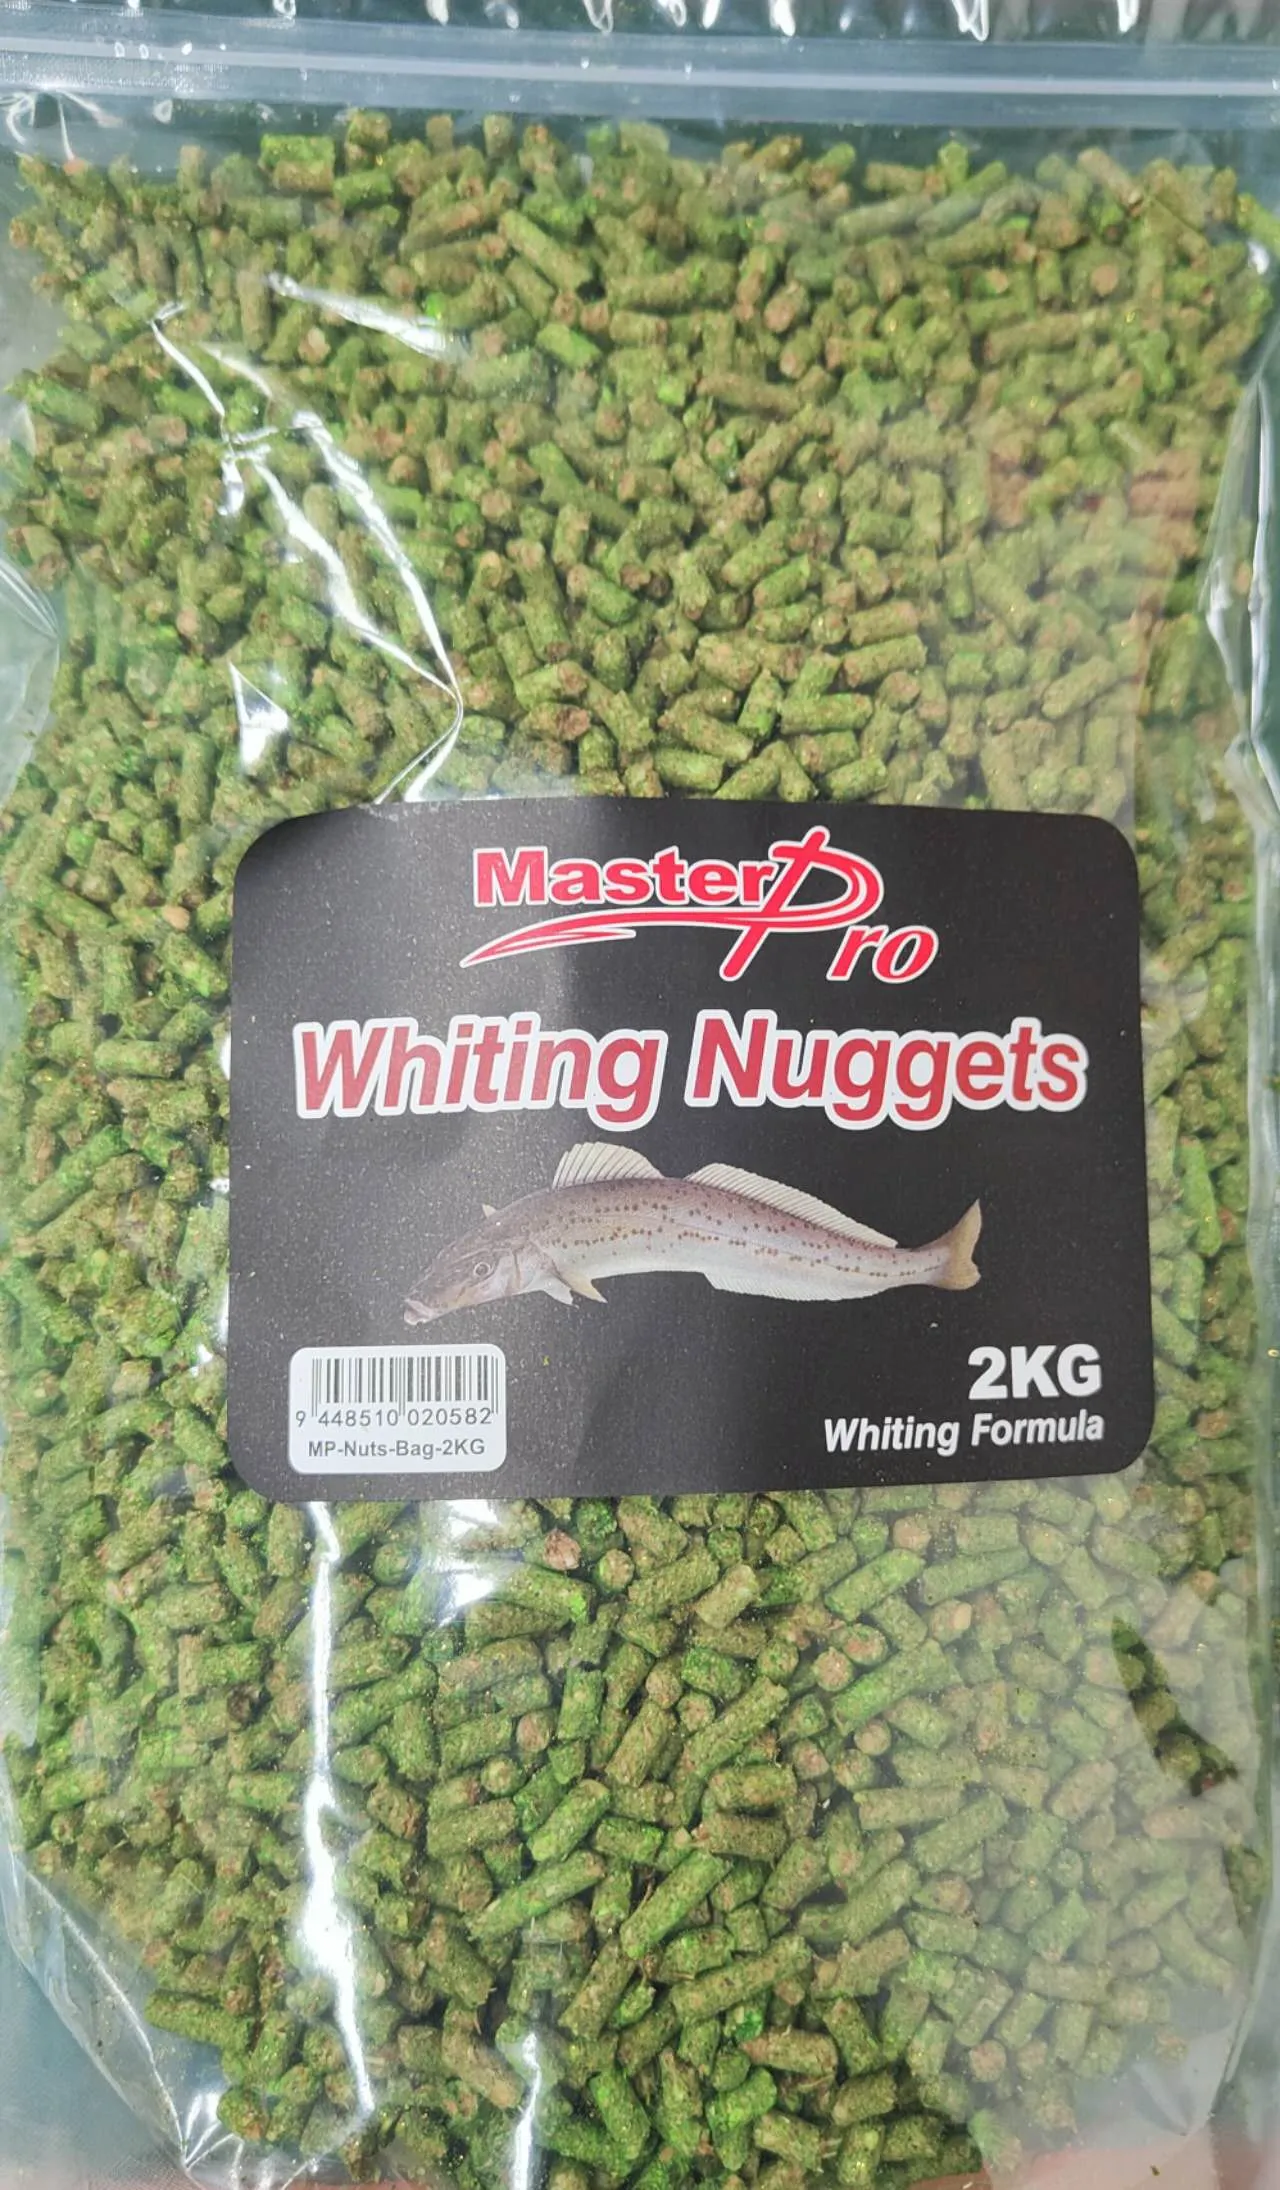 MasterPro
Whiting Nuggets
9 448510 020582
MP-Nuts-Bag-2KG
2KG
Whiting Formula